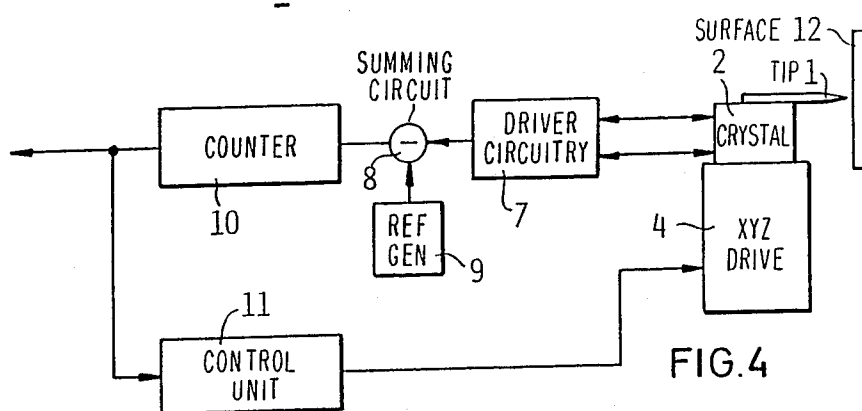 SURFACE 12
2
TIP 1
SUMMING
CIRCUIT
COUNTER
10
−
8
DRIVER
CIRCUITRY
7
CRYSTAL
REF
GEN
9
4
XYZ
DRIVE
11
CONTROL
UNIT
FIG.4